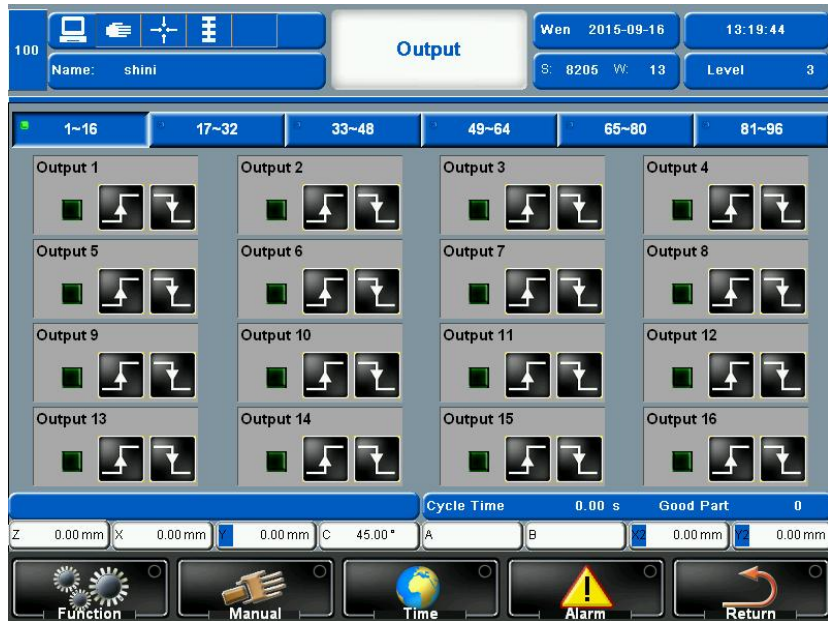 100
Name: shini
Output
Wen 2015-09-16
13:19:44
S: 8205 W: 13
Level 3
1~16 17~32 33~48 49~64 65~80 81~96
Output 1 Output 2 Output 3 Output 4
Output 5 Output 6 Output 7 Output 8
Output 9 Output 10 Output 11 Output 12
Output 13 Output 14 Output 15 Output 16
Cycle Time 0.00 s Good Part 0
Z 0.00 mm X 0.00 mm Y 0.00 mm C 45.00° A B X2 0.00 mm Y2 0.00 mm
Function Manual Time Alarm Return